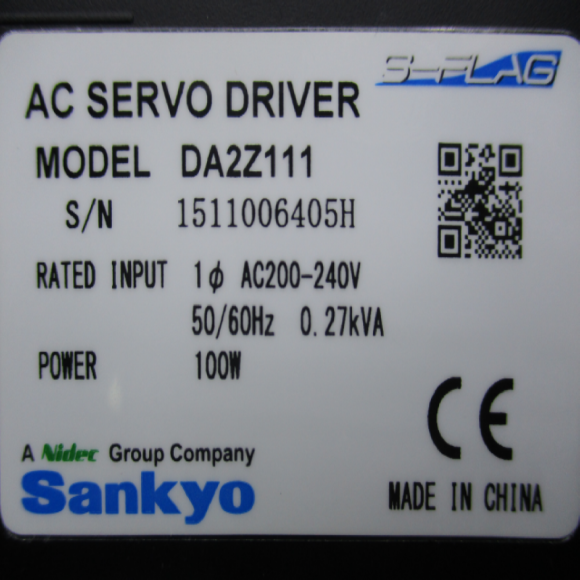 S-FLAG
AC SERVO DRIVER
MODEL DA2Z111
S/N 1511006405H
RATED INPUT 1ϕ AC200-240V
50/60Hz 0.27kVA
POWER 100W
CE
A Nidec Group Company
Sankyo
MADE IN CHINA